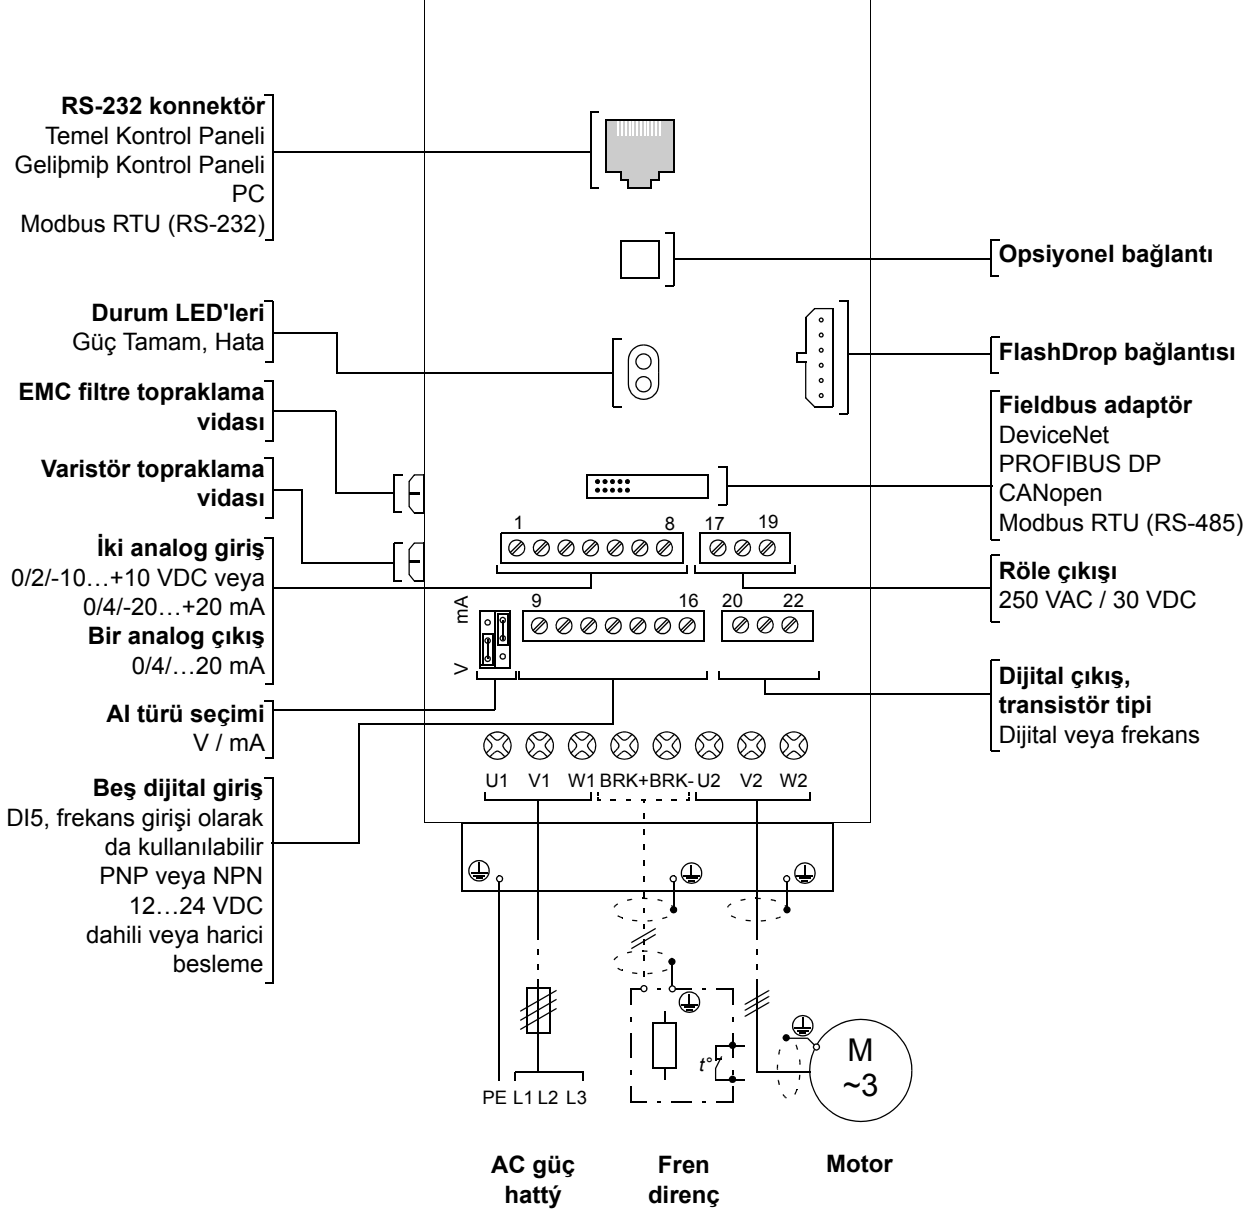 RS-232 konnektör
Temel Kontrol Paneli
Geliþmiþ Kontrol Paneli
PC
Modbus RTU (RS-232)
Opsiyonel bağlantı
Durum LED'leri
Güç Tamam, Hata
FlashDrop bağlantısı
EMC filtre topraklama
vidası
Fieldbus adaptör
DeviceNet
PROFIBUS DP
CANopen
Modbus RTU (RS-485)
Varistör topraklama
vidası
1 8 17 19
İki analog giriş
0/2/-10…+10 VDC veya
0/4/-20…+20 mA
Bir analog çıkış
0/4/…20 mA
Röle çıkışı
250 VAC / 30 VDC
mA
V
9 16 20 22
AI türü seçimi
V / mA
Dijital çıkış,
transistör tipi
Dijital veya frekans
U1 V1 W1 BRK+ BRK- U2 V2 W2
Beş dijital giriş
DI5, frekans girişi olarak
da kullanılabilir
PNP veya NPN
12…24 VDC
dahili veya harici
besleme
t°
M
~3
PE L1 L2 L3
AC güç
hattý
Fren
direnç
Motor